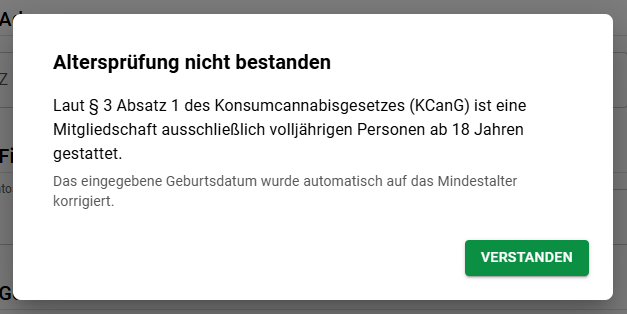 Altersprüfung nicht bestanden
Laut § 3 Absatz 1 des Konsumcannabisgesetzes (KCanG) ist eine
Mitgliedschaft ausschließlich volljährigen Personen ab 18 Jahren
gestattet.
Das eingegebene Geburtsdatum wurde automatisch auf das Mindestalter
korrigiert.
VERSTANDEN